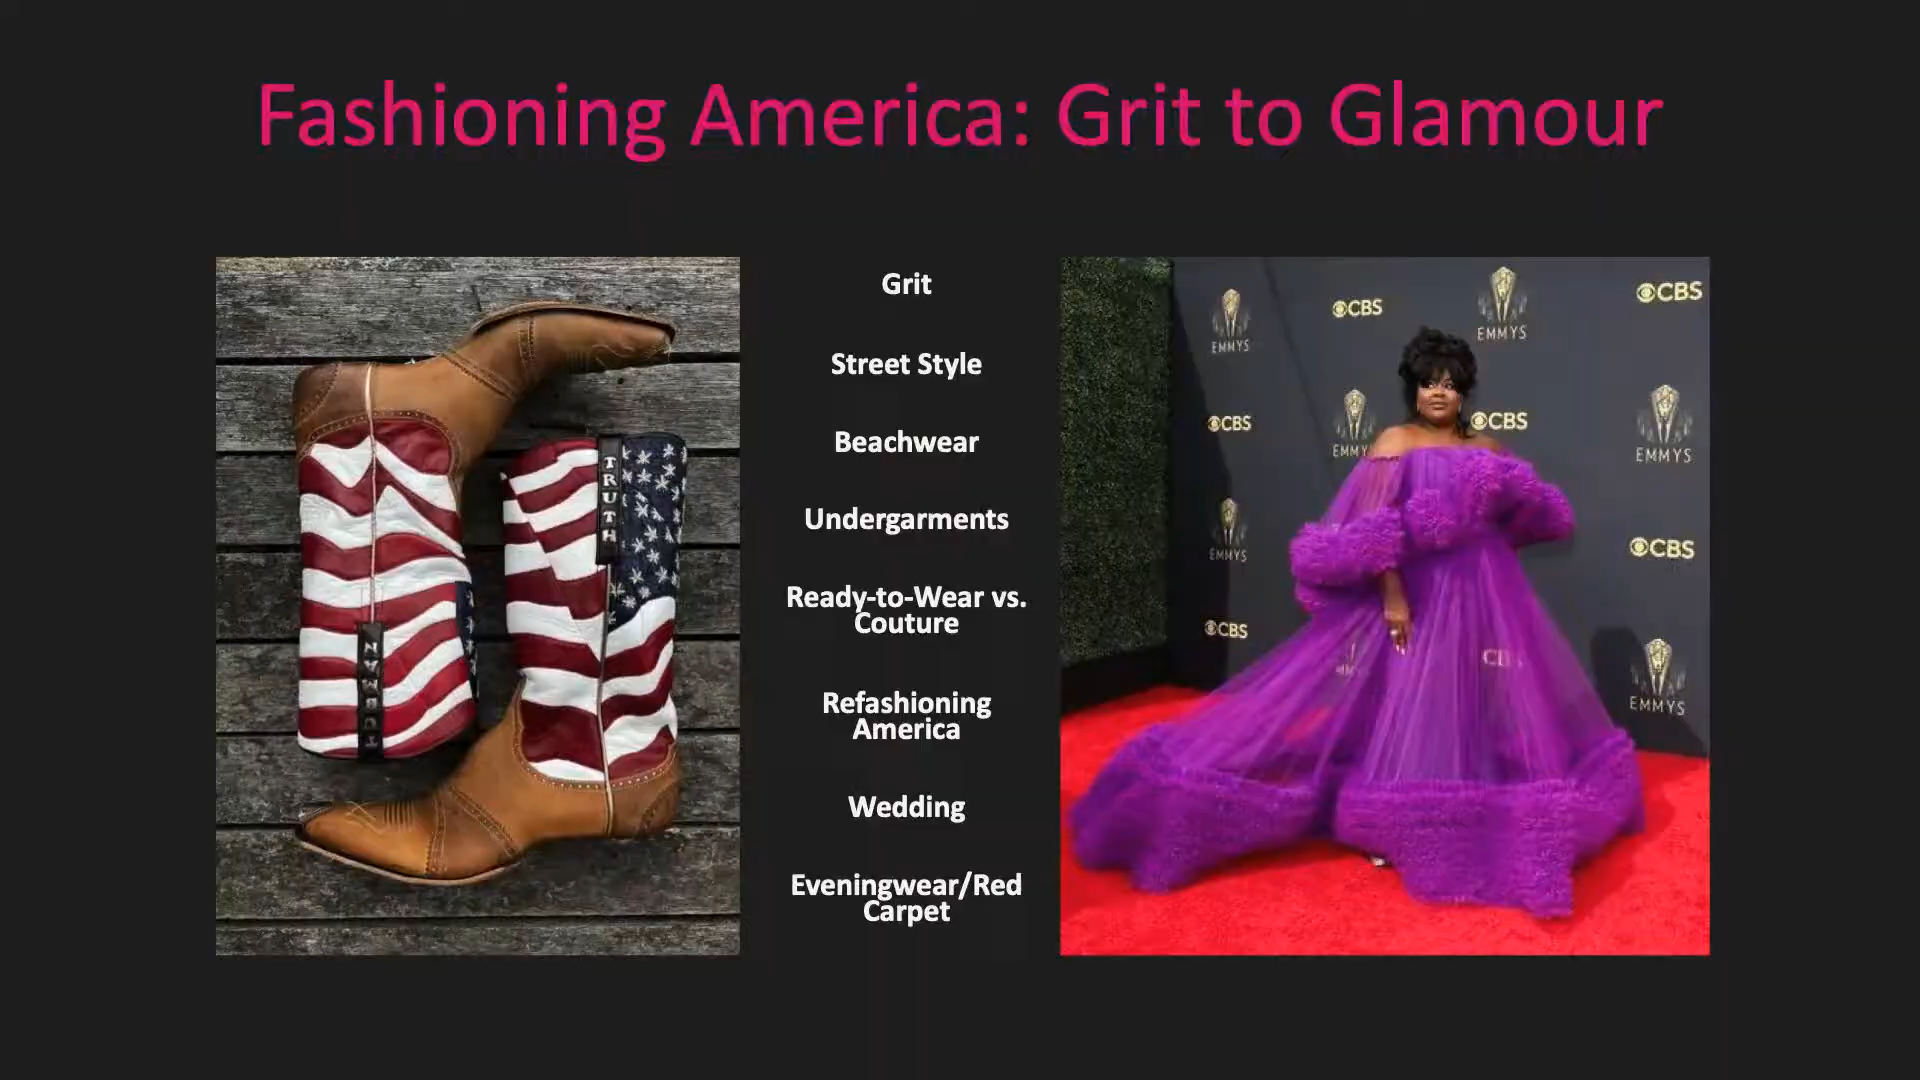 Fashioning America: Grit to Glamour
Grit
Street Style
Beachwear
Undergarments
Ready-to-Wear vs.
Couture
Refashioning
America
Wedding
Eveningwear/Red
Carpet
TRUTH
EMMYS
CBS
EMMYS
CBS
CBS
EMMYS
CBS
EMMYS
EMMYS
CBS
CBS
EMMYS